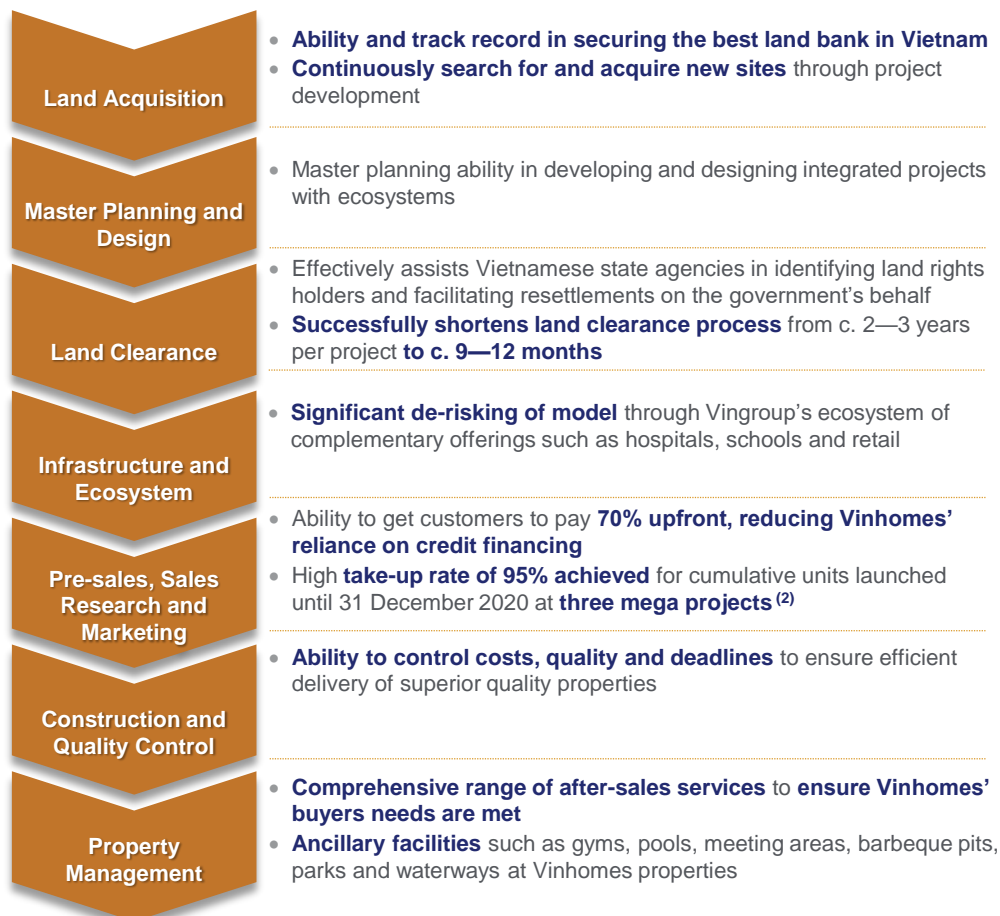 Land Acquisition
• Ability and track record in securing the best land bank in Vietnam
• Continuously search for and acquire new sites through project
development
Master Planning and
Design
• Master planning ability in developing and designing integrated projects
with ecosystems
Land Clearance
• Effectively assists Vietnamese state agencies in identifying land rights
holders and facilitating resettlements on the government’s behalf
• Successfully shortens land clearance process from c. 2—3 years
per project to c. 9—12 months
Infrastructure and
Ecosystem
• Significant de-risking of model through Vingroup’s ecosystem of
complementary offerings such as hospitals, schools and retail
Pre-sales, Sales
Research and
Marketing
• Ability to get customers to pay 70% upfront, reducing Vinhomes’
reliance on credit financing
• High take-up rate of 95% achieved for cumulative units launched
until 31 December 2020 at three mega projects (2)
Construction and
Quality Control
• Ability to control costs, quality and deadlines to ensure efficient
delivery of superior quality properties
Property
Management
• Comprehensive range of after-sales services to ensure Vinhomes’
buyers needs are met
• Ancillary facilities such as gyms, pools, meeting areas, barbeque pits,
parks and waterways at Vinhomes properties